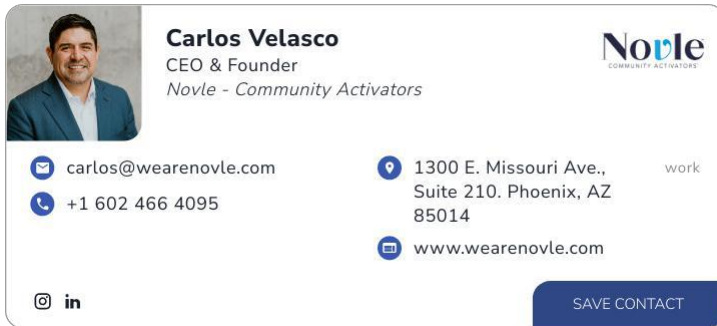 Carlos Velasco
CEO & Founder
Novle - Community Activators
Novle
COMMUNITY ACTIVATORS
carlos@wearenovle.com
+1 602 466 4095
1300 E. Missouri Ave.,
Suite 210. Phoenix, AZ
85014
work
www.wearenovle.com
in
SAVE CONTACT